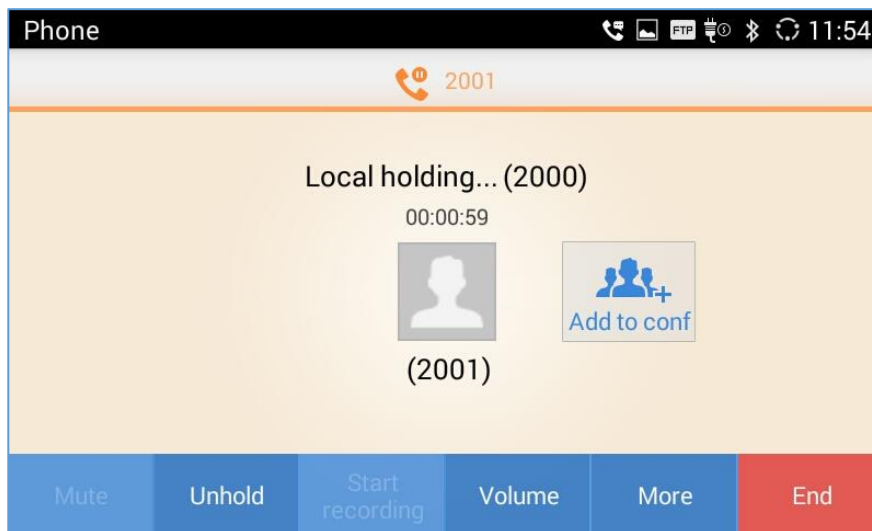 Phone
FTP
11:54
2001
Local holding... (2000)
00:00:59
Add to conf
(2001)
Mute
Unhold
Start
recording
Volume
More
End